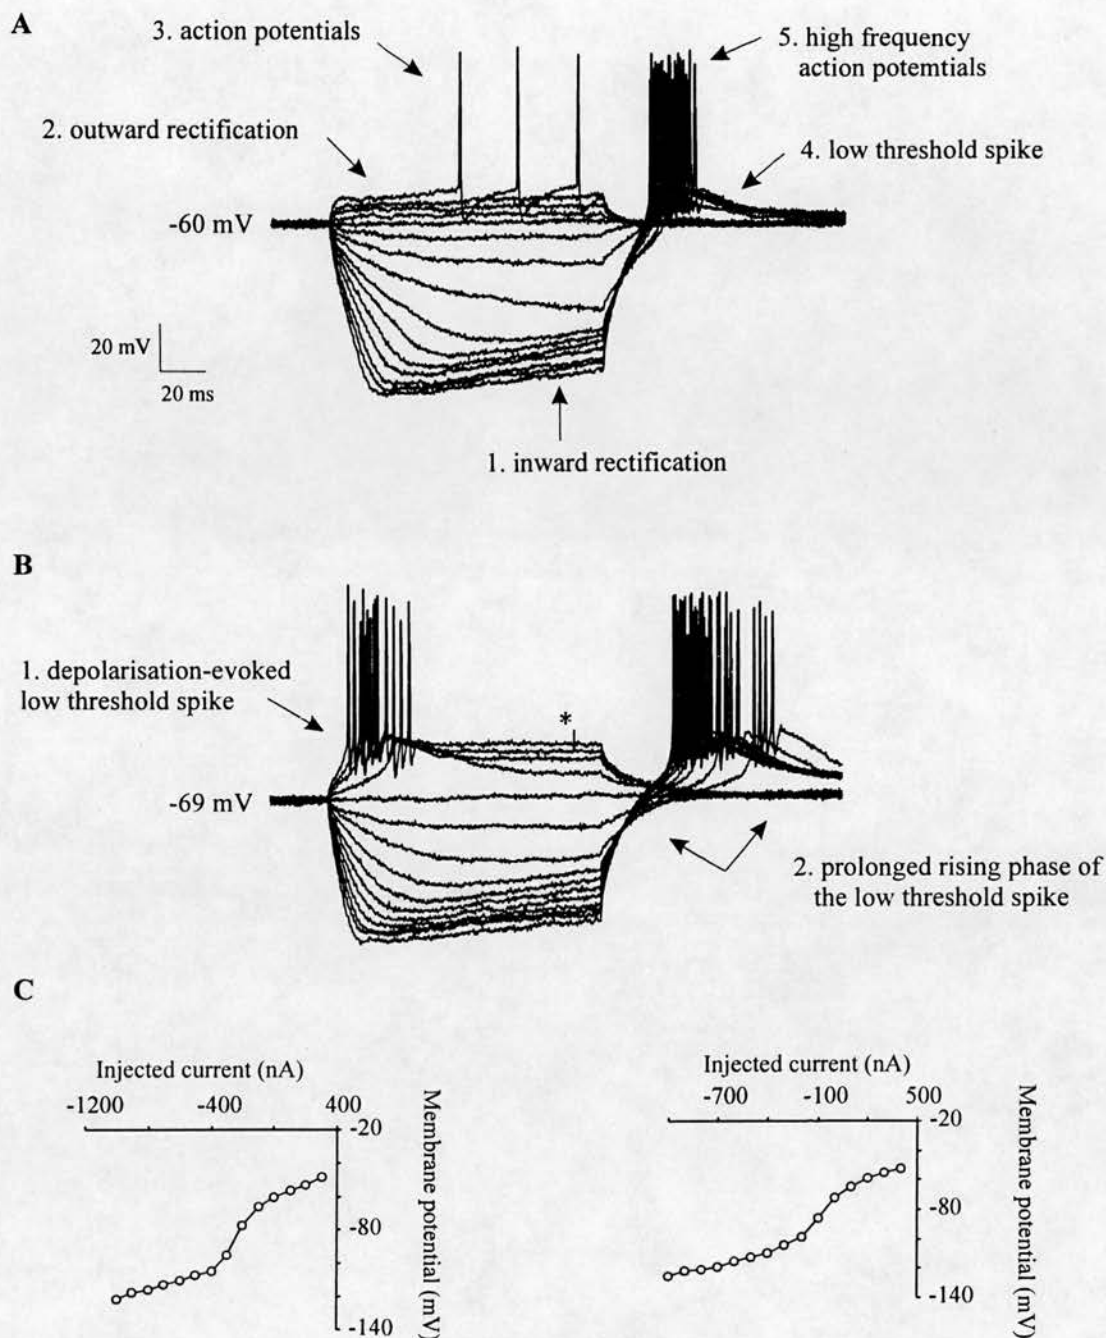 A
3. action potentials
5. high frequency
action potemtials
2. outward rectification
4. low threshold spike
-60 mV
20 mV
20 ms
1. inward rectification
B
1. depolarisation-evoked
low threshold spike
*
-69 mV
2. prolonged rising phase of
the low threshold spike
C
Injected current (nA)
-1200 -400 400
-20
-80
-140
Membrane potential (mV)
Injected current (nA)
-700 -100 500
-20
-80
-140
Membrane potential (mV)